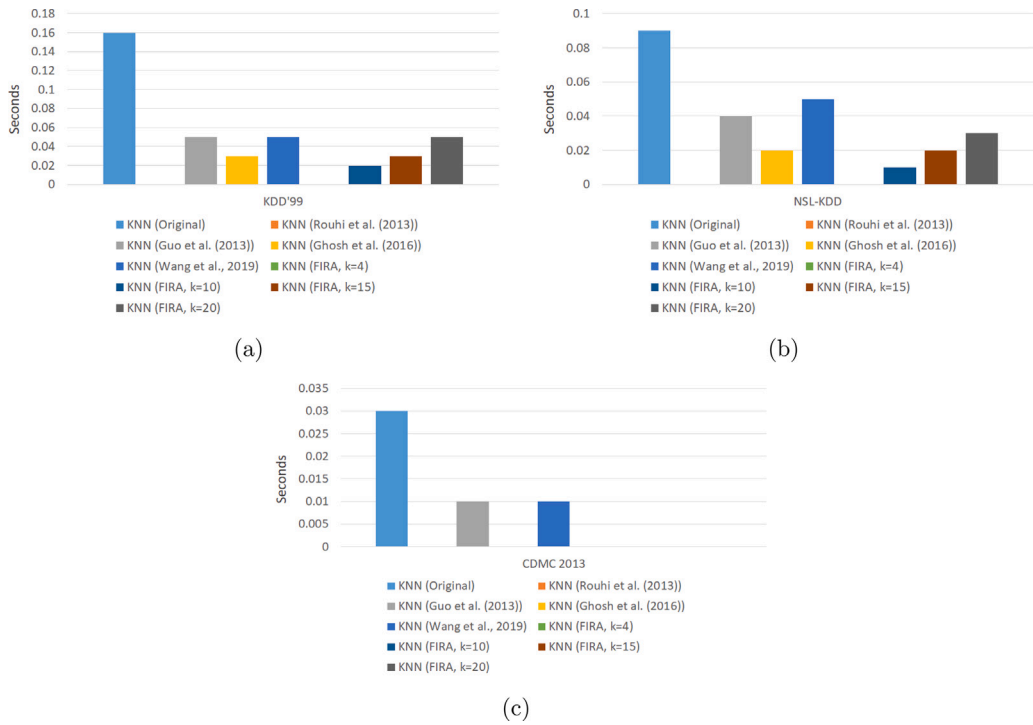 0.18
0.16
0.14
0.12
0.1
0.08
0.06
0.04
0.02
0
Seconds
KDD'99
KNN (Original)
KNN (Rouhi et al. (2013))
KNN (Guo et al. (2013))
KNN (Ghosh et al. (2016))
KNN (Wang et al., 2019)
KNN (FIRA, k=4)
KNN (FIRA, k=10)
KNN (FIRA, k=15)
KNN (FIRA, k=20)
(a)
0.1
0.08
0.06
0.04
0.02
0
Seconds
NSL-KDD
KNN (Original)
KNN (Rouhi et al. (2013))
KNN (Guo et al. (2013))
KNN (Ghosh et al. (2016))
KNN (Wang et al., 2019)
KNN (FIRA, k=4)
KNN (FIRA, k=10)
KNN (FIRA, k=15)
KNN (FIRA, k=20)
(b)
0.035
0.03
0.025
0.02
0.015
0.01
0.005
0
Seconds
CDMC 2013
KNN (Original)
KNN (Rouhi et al. (2013))
KNN (Guo et al. (2013))
KNN (Ghosh et al. (2016))
KNN (Wang et al., 2019)
KNN (FIRA, k=4)
KNN (FIRA, k=10)
KNN (FIRA, k=15)
KNN (FIRA, k=20)
(c)